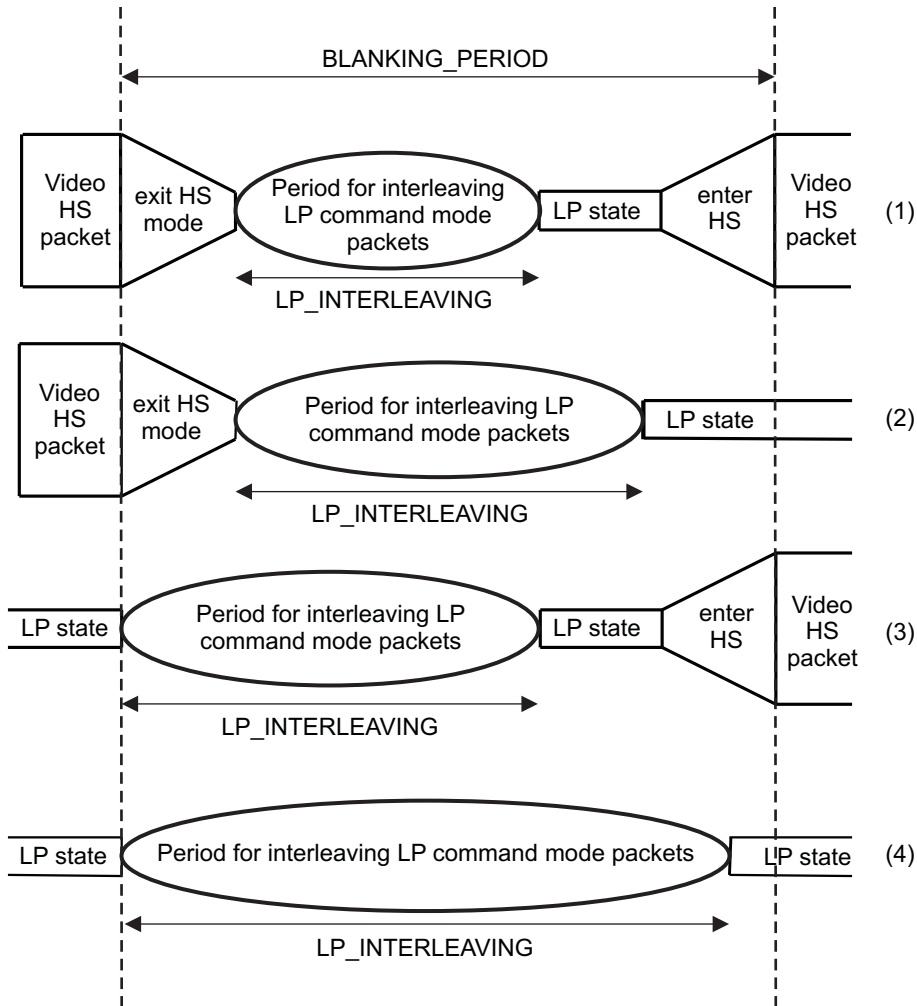 BLANKING_PERIOD
Video
HS
packet
exit HS
mode
Period for interleaving
LP command mode
packets
LP state
enter
HS
Video
HS
packet
(1)
LP_INTERLEAVING
Video
HS
packet
exit HS
mode
Period for interleaving LP
command mode packets
LP state
(2)
LP_INTERLEAVING
LP state
Period for interleaving LP
command mode packets
LP state
enter
HS
Video
HS
packet
(3)
LP_INTERLEAVING
LP state
Period for interleaving LP command mode packets
LP state
(4)
LP_INTERLEAVING